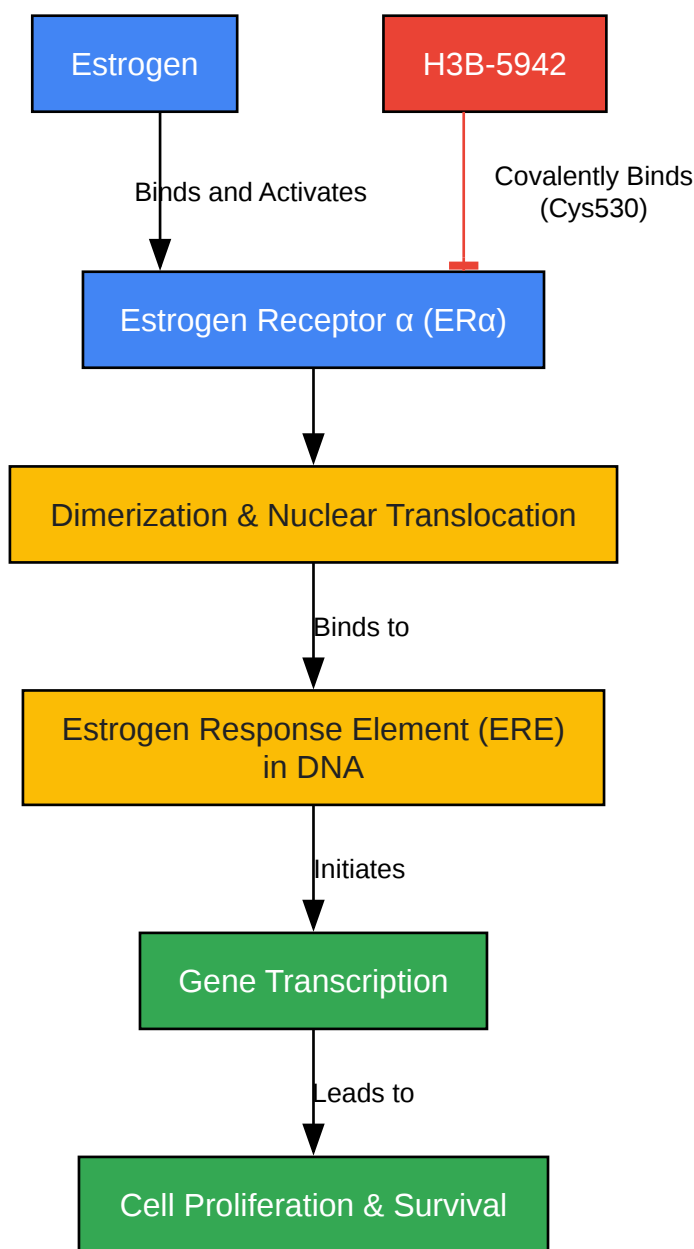 Estrogen
H3B-5942
Binds and Activates
Covalently Binds
(Cys530)
Estrogen Receptor α (ERα)
Dimerization & Nuclear Translocation
Binds to
Estrogen Response Element (ERE)
in DNA
Initiates
Gene Transcription
Leads to
Cell Proliferation & Survival